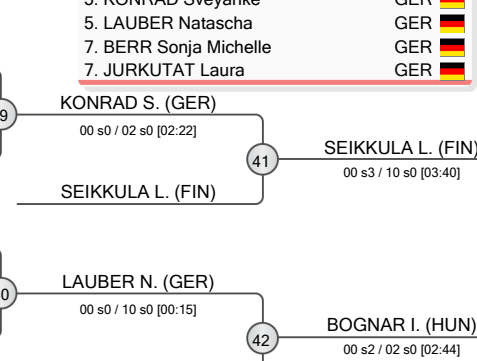 5. KONRAD Sveyanke GER
5. LAUBER Natascha GER
7. BERR Sonja Michelle GER
7. JURKUTAT Laura GER
KONRAD S. (GER)
00 s0 / 02 s0 [02:22]
41
SEIKKULA L. (FIN)
00 s3 / 10 s0 [03:40]
SEIKKULA L. (FIN)
LAUBER N. (GER)
00 s0 / 10 s0 [00:15]
42
BOGNAR I. (HUN)
00 s2 / 02 s0 [02:44]